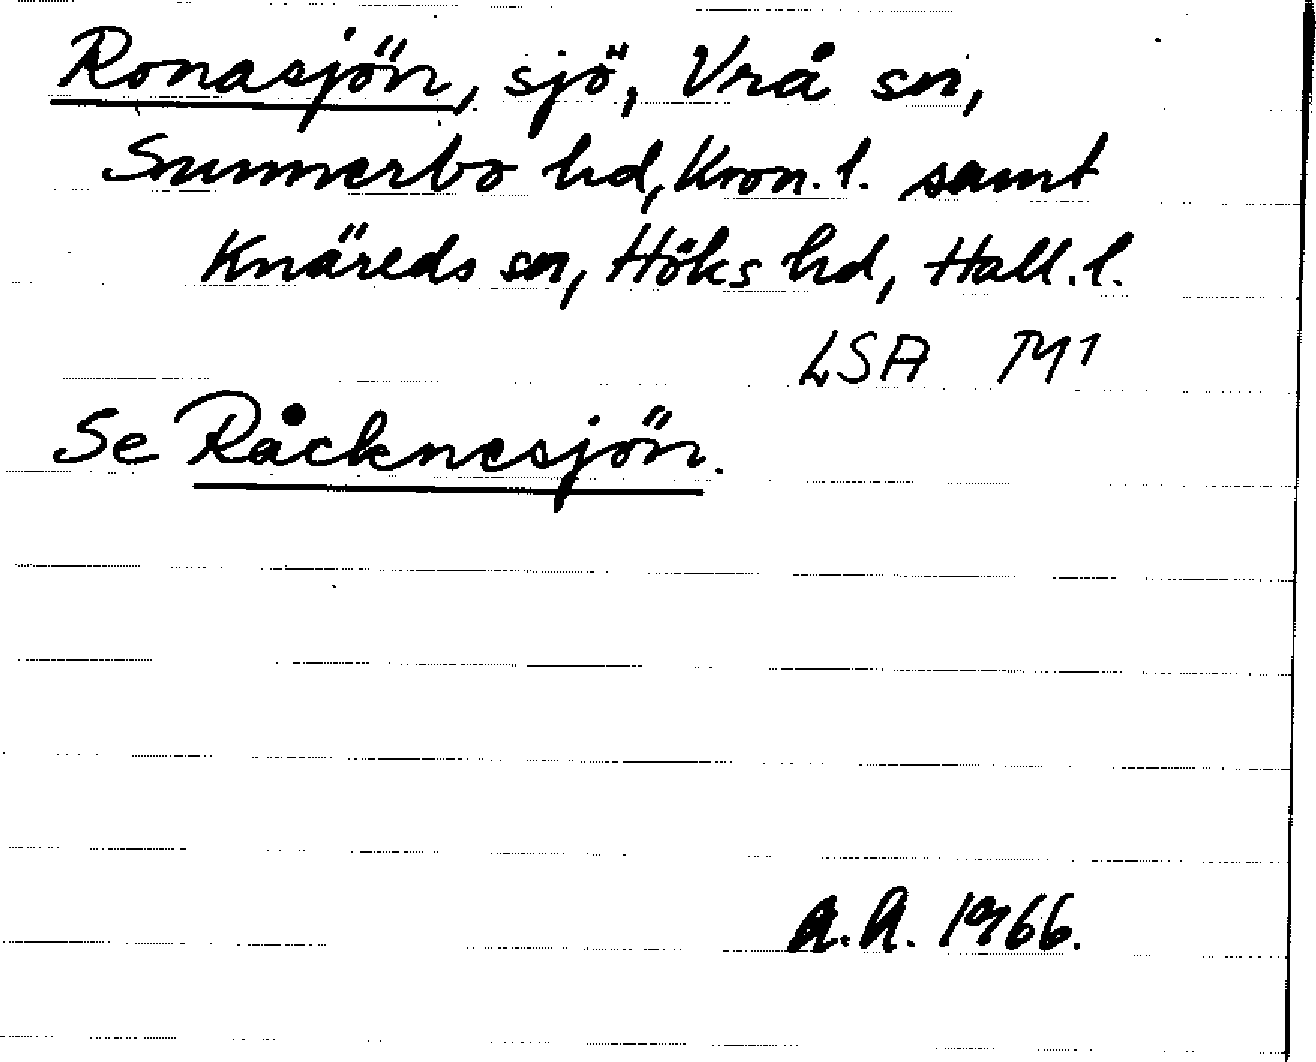 Ronasjön, sjö, Vrå sn,
Sunnerbo hd, Kron. l. samt
Knäreds sn, Höks hd, Hall. l.
LSA M1
Se Råcknesjön.
A.A. 1966.